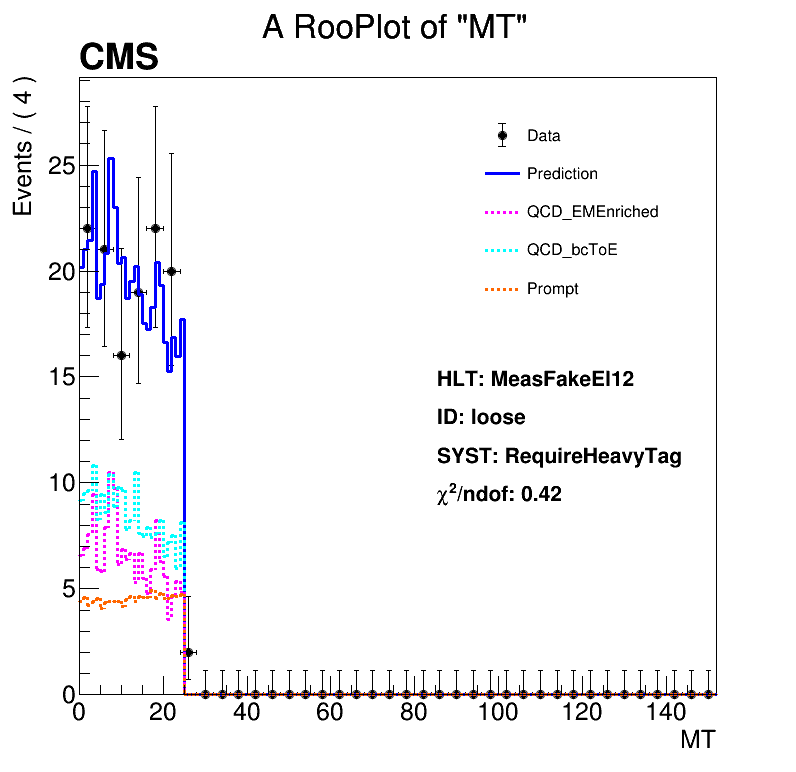 A RooPlot of "MT"
CMS
Events / ( 4 )
25
20
15
10
5
0
Data
Prediction
QCD_EMEnriched
QCD_bcToE
Prompt
HLT: MeasFakeEl12
ID: loose
SYST: RequireHeavyTag
χ²/ndof: 0.42
0 20 40 60 80 100 120 140
MT